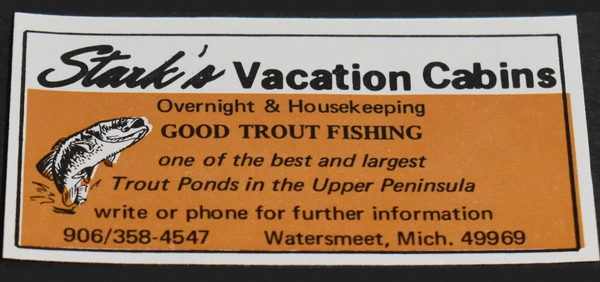 Stark's Vacation Cabins
Overnight & Housekeeping
GOOD TROUT FISHING
one of the best and largest
Trout Ponds in the Upper Peninsula
write or phone for further information
906/358-4547 Watersmeet, Mich. 49969